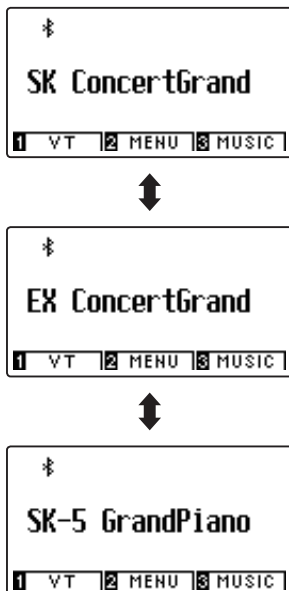 SK ConcertGrand
1 VT 2 MENU 3 MUSIC
EX ConcertGrand
1 VT 2 MENU 3 MUSIC
SK-5 GrandPiano
1 VT 2 MENU 3 MUSIC